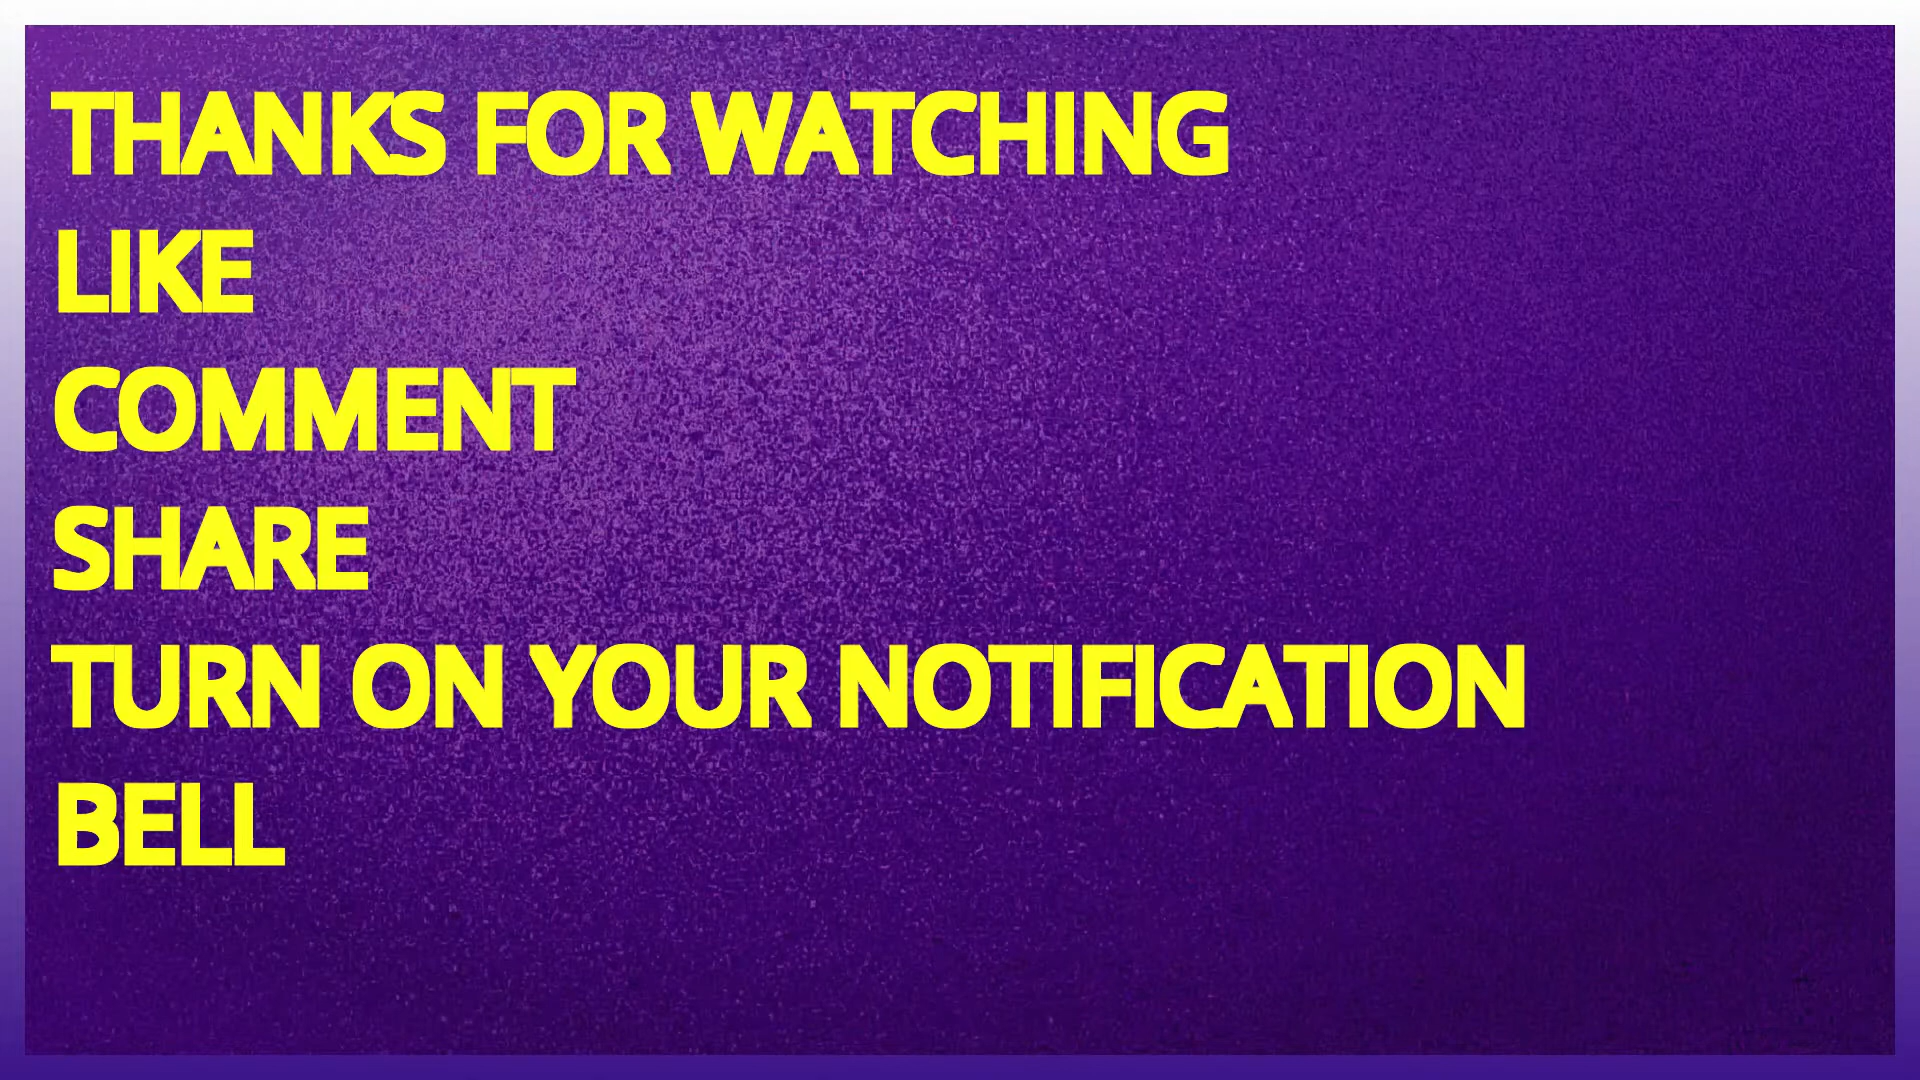 THANKS FOR WATCHING
LIKE
COMMENT
SHARE
TURN ON YOUR NOTIFICATION
BELL